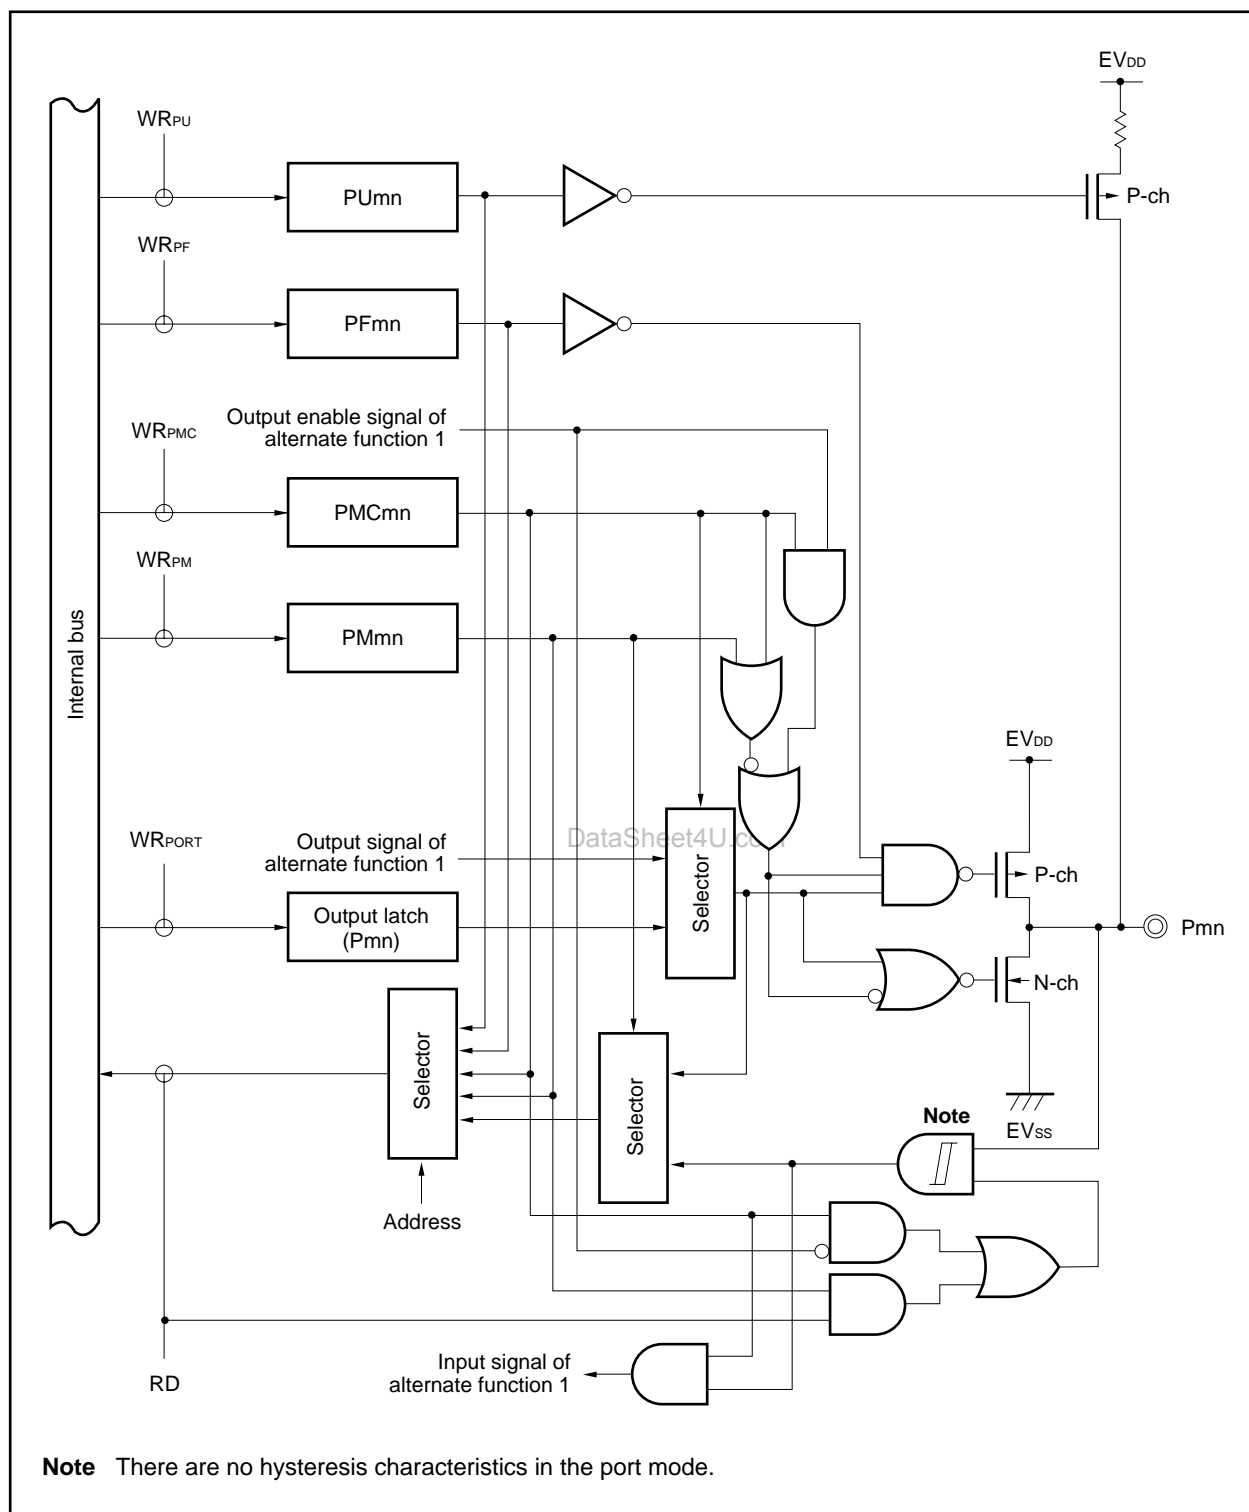 EVDD
WRPU
PUmn
P-ch
WRPF
PFmn
Output enable signal of
alternate function 1
WRPMC
PMCmn
WRPM
PMmn
Internal bus
EVDD
WRPORT
Output signal of
alternate function 1
DataSheet4U.com
Selector
P-ch
Output latch
(Pmn)
Pmn
N-ch
Selector
Selector
Note
EVSS
Address
RD
Input signal of
alternate function 1
Note There are no hysteresis characteristics in the port mode.